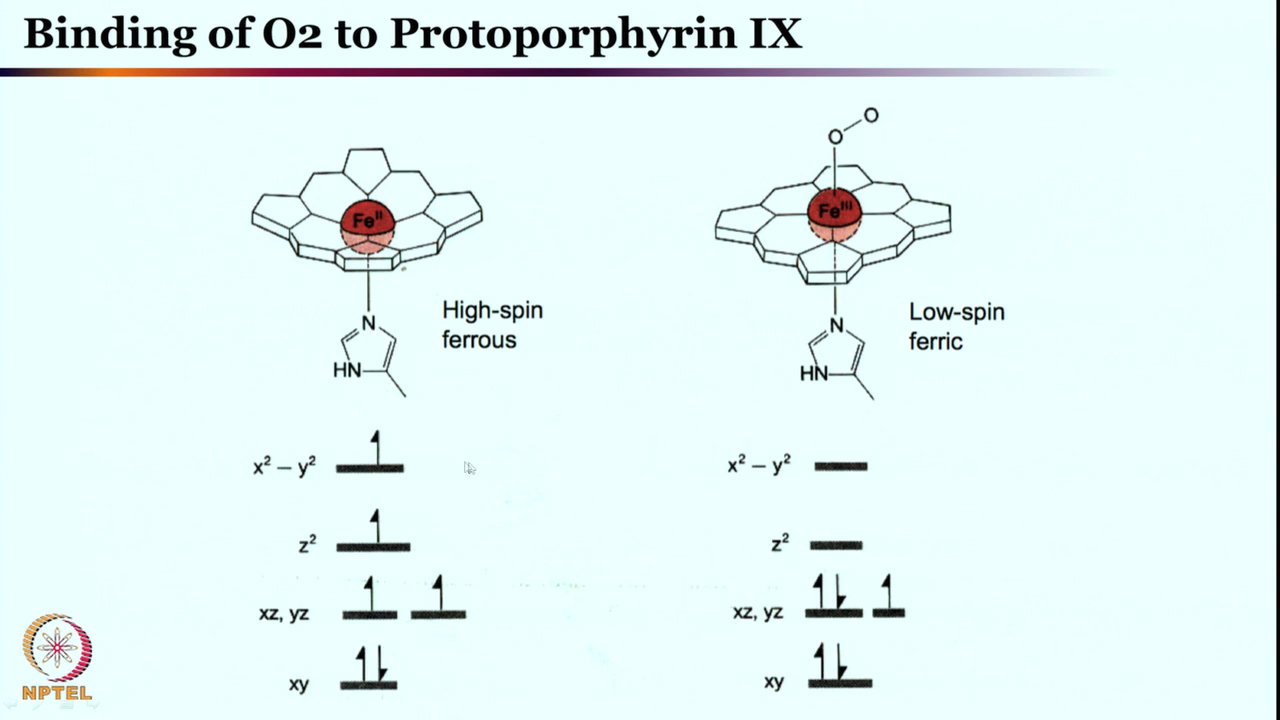 Binding of O2 to Protoporphyrin IX
O
O
Fe^II
Fe^III
N
High-spin
ferrous
HN
N
Low-spin
ferric
HN
x² – y²
x² – y²
z²
z²
xz, yz
xz, yz
xy
xy
NPTEL